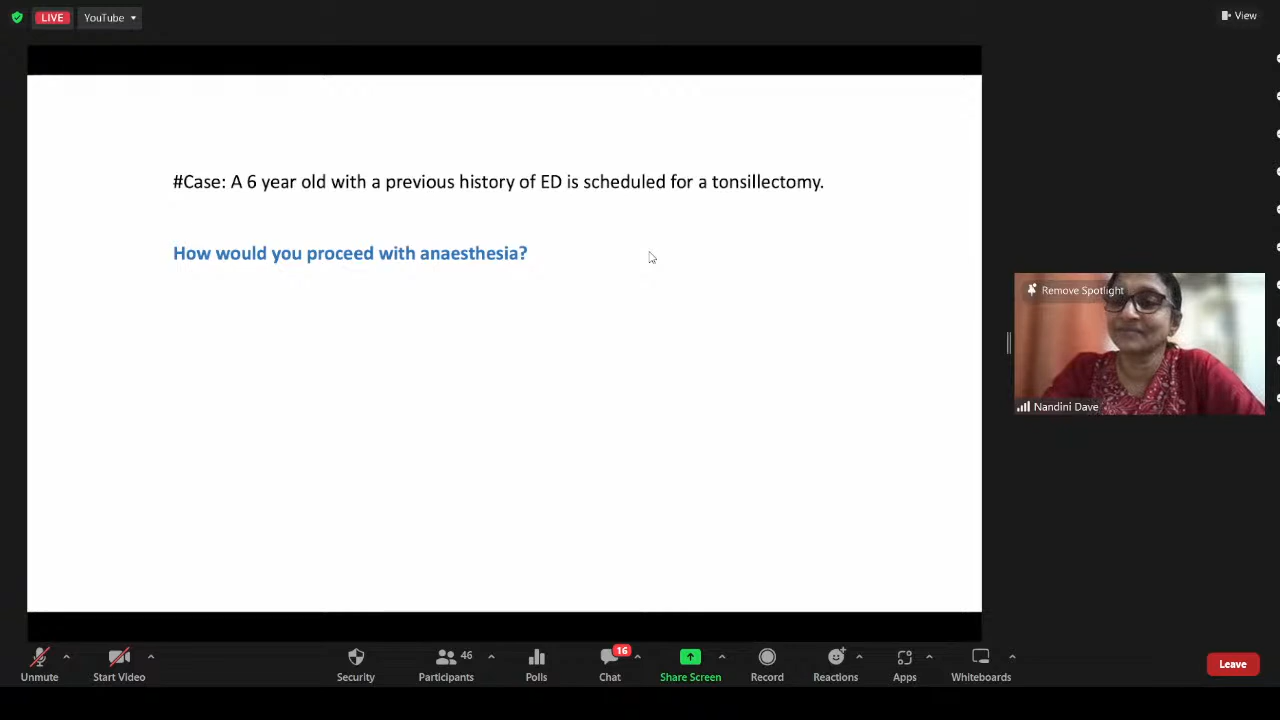 LIVE
YouTube
View
#Case: A 6 year old with a previous history of ED is scheduled for a tonsillectomy.
How would you proceed with anaesthesia?
Remove Spotlight
Nandini Dave
46
16
Unmute
Start Video
Security
Participants
Polls
Chat
Share Screen
Record
Reactions
Apps
Whiteboards
Leave